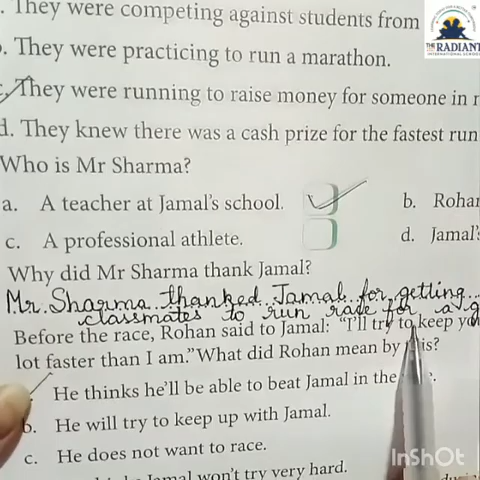 . They were competing against students from
. They were practicing to run a marathon.
They were running to raise money for someone in
d. They knew there was a cash prize for the fastest run
Who is Mr Sharma?
a. A teacher at Jamal's school.
b. Rohan
c. A professional athlete.
d. Jamal's
Why did Mr Sharma thank Jamal?
Mr. Sharma thanked Jamal for getting
classmates to run race for a
Before the race, Rohan said to Jamal: "I'll try to keep
lot faster than I am." What did Rohan mean by this?
He thinks he'll be able to beat Jamal in the
b. He will try to keep up with Jamal.
c. He does not want to race.
Jamal won't try very hard.
THE RADIANT
INTERNATIONAL SCHOOL
InShOt